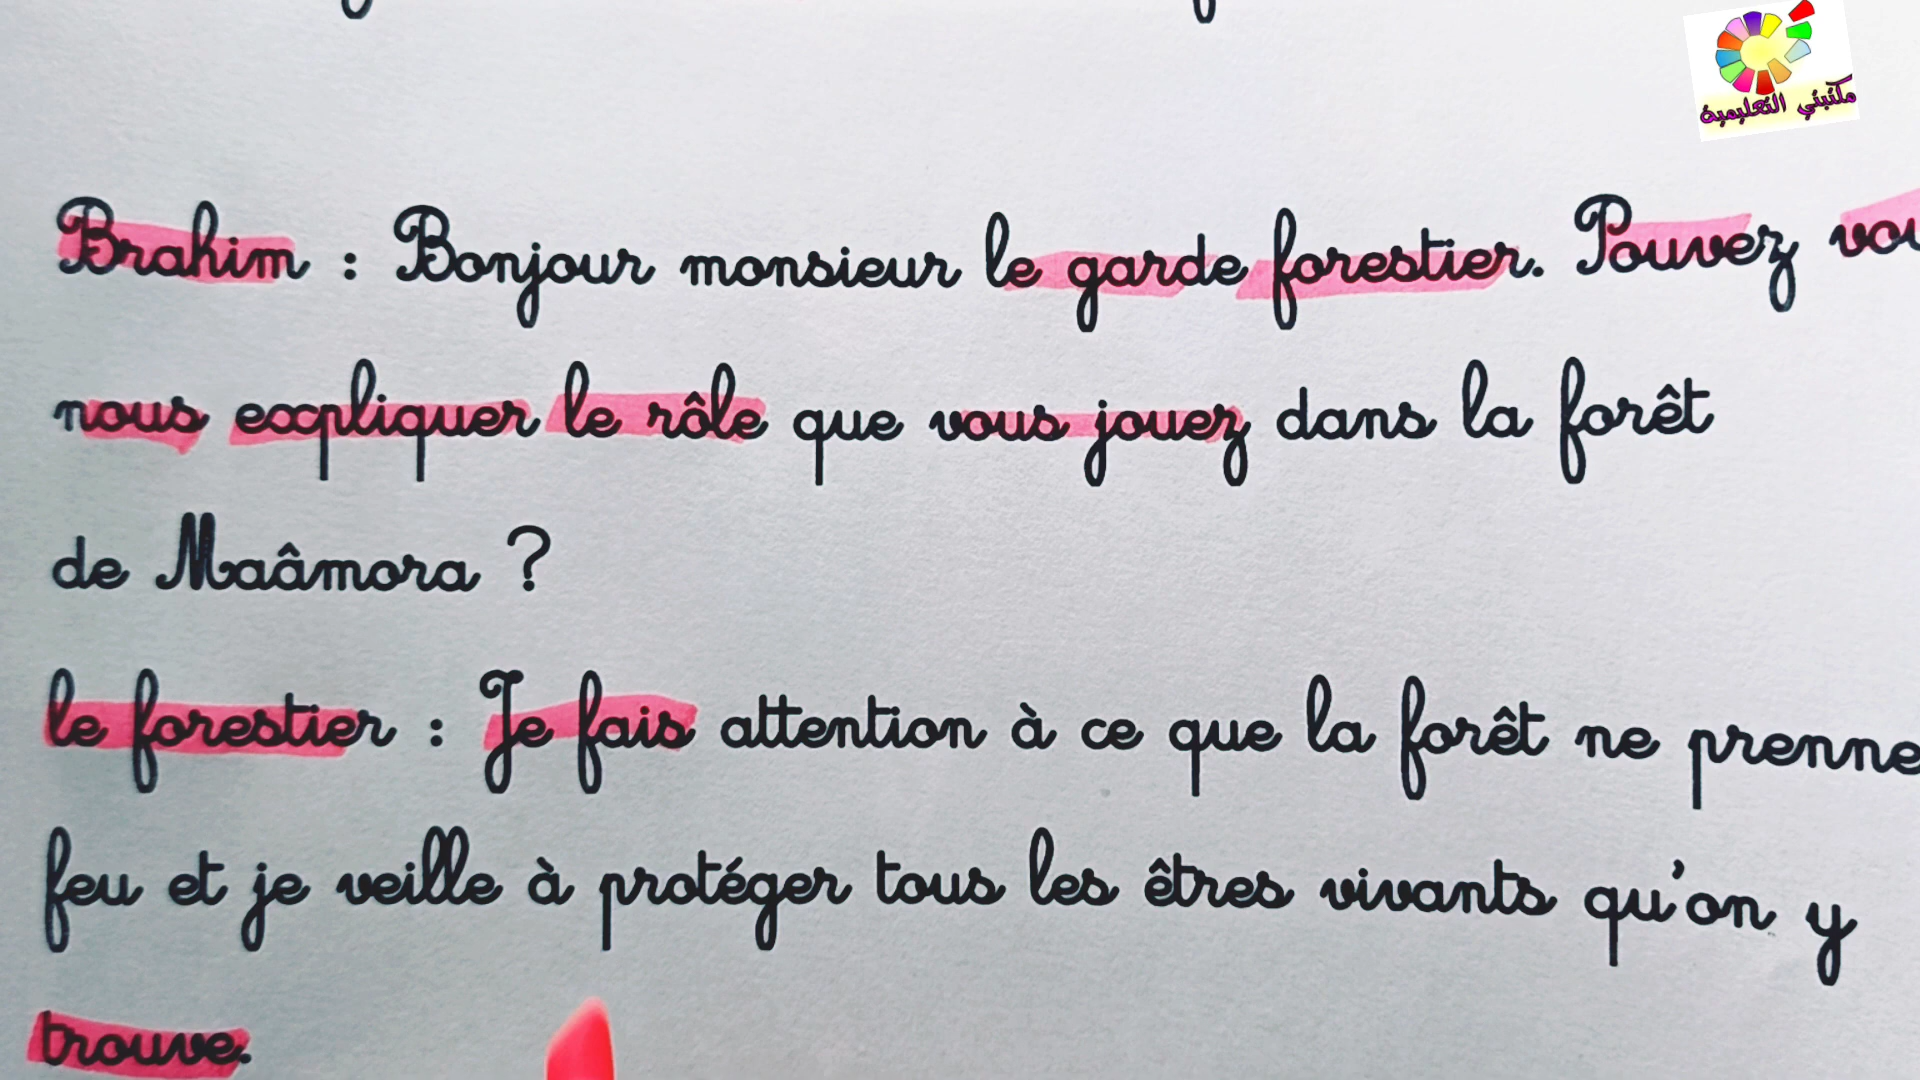 مكتبتي التعليمية
Brahim : Bonjour monsieur le garde forestier. Pouvez
nous expliquer le rôle que vous jouez dans la forêt
de Maâmora ?
le forestier : Je fais attention à ce que la forêt ne prenne
feu et je veille à protéger tous les êtres vivants qu'on y
trouve.